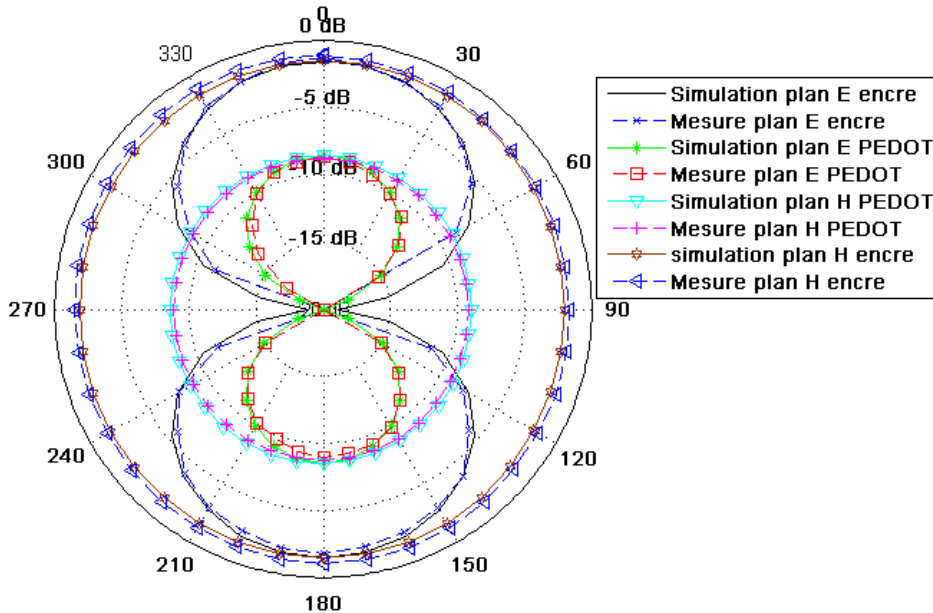 0
0 dB
330
30
-5 dB
Simulation plan E encre
Mesure plan E encre
Simulation plan E PEDOT
Mesure plan E PEDOT
Simulation plan H PEDOT
Mesure plan H PEDOT
simulation plan H encre
Mesure plan H encre
300
60
-10 dB
-15 dB
270
90
240
120
210
150
180